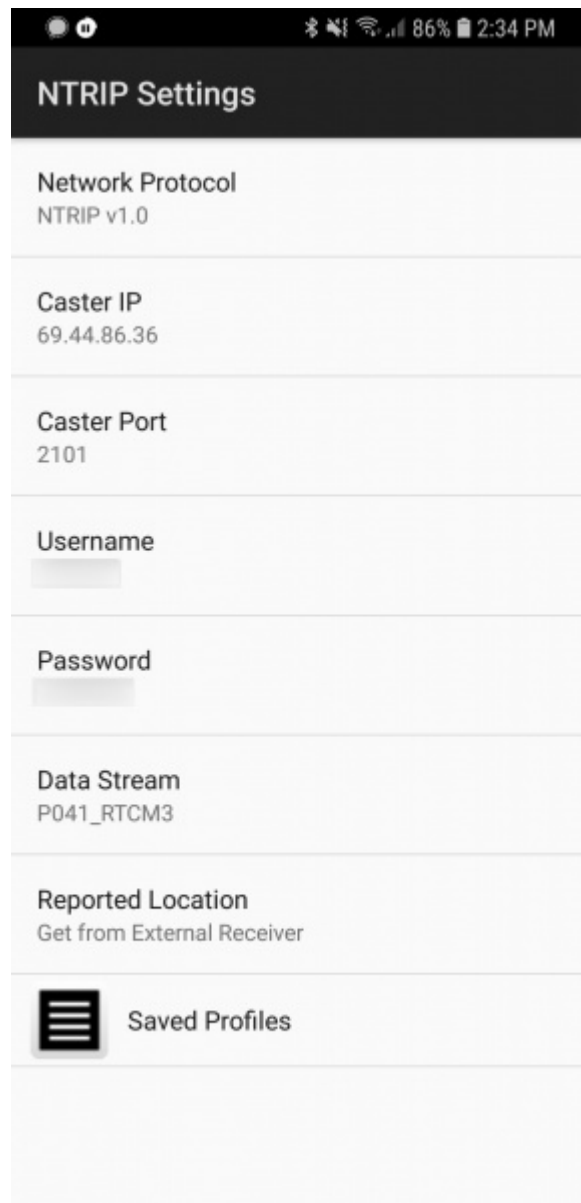 86% 2:34 PM
NTRIP Settings
Network Protocol
NTRIP v1.0
Caster IP
69.44.86.36
Caster Port
2101
Username
Password
Data Stream
P041_RTCM3
Reported Location
Get from External Receiver
Saved Profiles